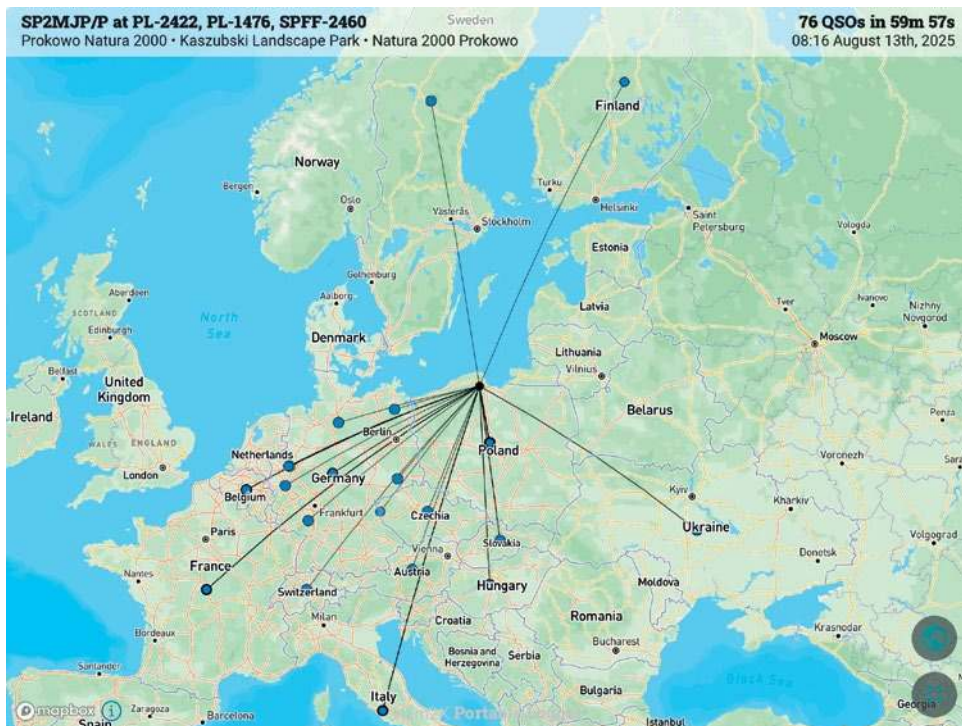 SP2MJP/P at PL-2422, PL-1476, SPFF-2460
Prokowo Natura 2000 • Kaszubski Landscape Park • Natura 2000 Prokowo
76 QSOs in 59m 57s
08:16 August 13th, 2025
Sweden
Finland
Norway
Bergen
Oslo
Turku
Helsinki
Västerås
Stockholm
Saint
Petersburg
Vologda
Estonia
Gothenburg
Aalborg
Aberdeen
SCOTLAND
Edinburgh
North
Sea
Latvia
Tver
Ivanovo
Nizhny
Novgorod
Denmark
Moscow
Belfast
Lithuania
Vilnius
United
Kingdom
Ireland
Belarus
Penza
WALES
ENGLAND
London
Berlin
Netherlands
Poland
Voronezh
Sara
Belgium
Germany
Kyiv
Kharkiv
Frankfurt
Czechia
Ukraine
Paris
Slovakia
Donetsk
Volgograd
Vienna
France
Nantes
Austria
Hungary
Moldova
Switzerland
Milan
Croatia
Romania
Krasnodar
Bordeaux
Bosnia and
Herzegovina
Serbia
Bucharest
Santander
Black Sea
Italy
Bulgaria
Georgia
mapbox
Zaragoza
Barcelona
Spain
Portal
Istanbul